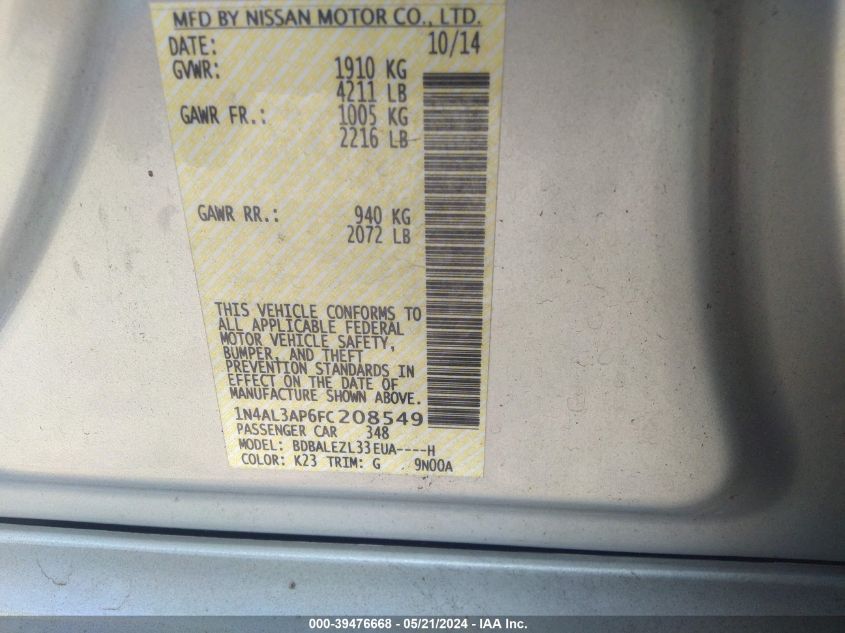 MFD BY NISSAN MOTOR CO., LTD.
DATE: 10/14
GVWR: 1910 KG
4211 LB
GAWR FR.: 1005 KG
2216 LB
GAWR RR.: 940 KG
2072 LB
THIS VEHICLE CONFORMS TO
ALL APPLICABLE FEDERAL
MOTOR VEHICLE SAFETY,
BUMPER, AND THEFT
PREVENTION STANDARDS IN
EFFECT ON THE DATE OF
MANUFACTURE SHOWN ABOVE.
1N4AL3AP6FC208549
PASSENGER CAR 348
MODEL: BDBALEZL33EUA----H
COLOR: K23 TRIM: G 9N00A
000-39476668 - 05/21/2024 - IAA Inc.